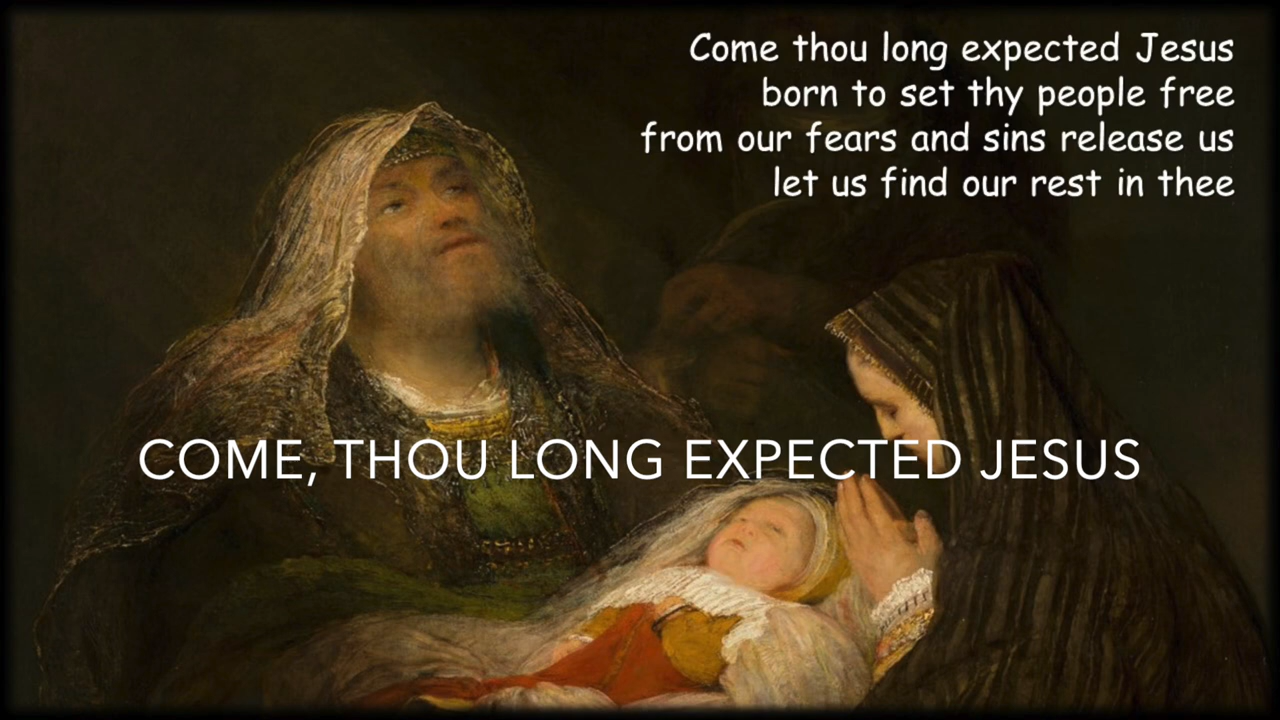 Come thou long expected Jesus
born to set thy people free
from our fears and sins release us
let us find our rest in thee
COME, THOU LONG EXPECTED JESUS